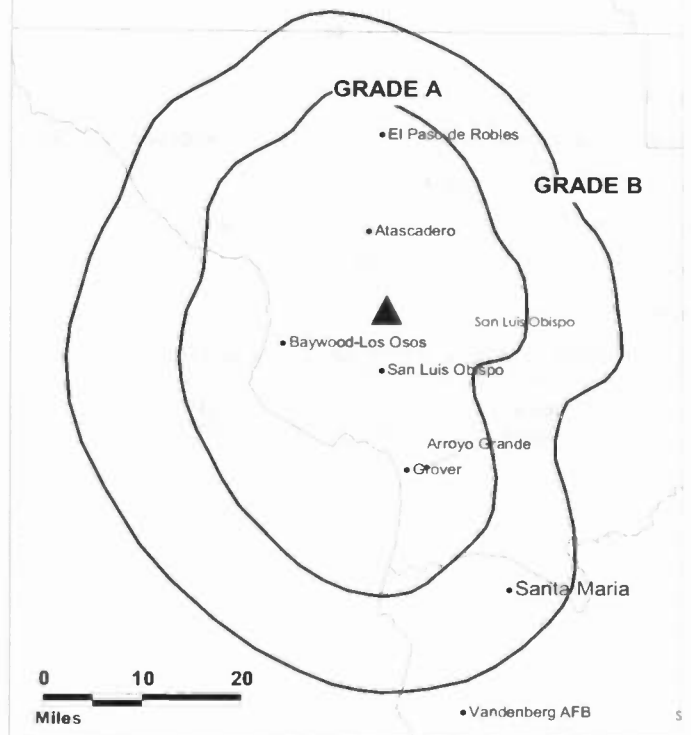 GRADE A
El Paso de Robles
GRADE B
Atascadero
San Luis Obispo
Baywood-Los Osos
San Luis Obispo
Arroyo Grande
Grover
Santa Maria
0 10 20
Miles
Vandenberg AFB
S